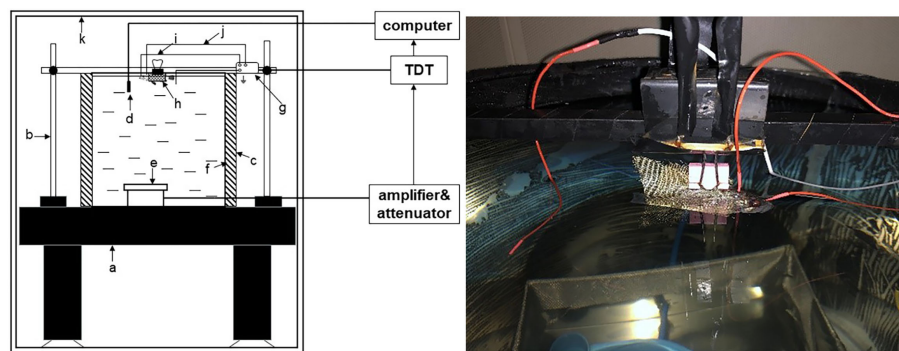 k
i
j
computer
TDT
g
h
d
b
e
f
c
amplifier&
attenuator
a